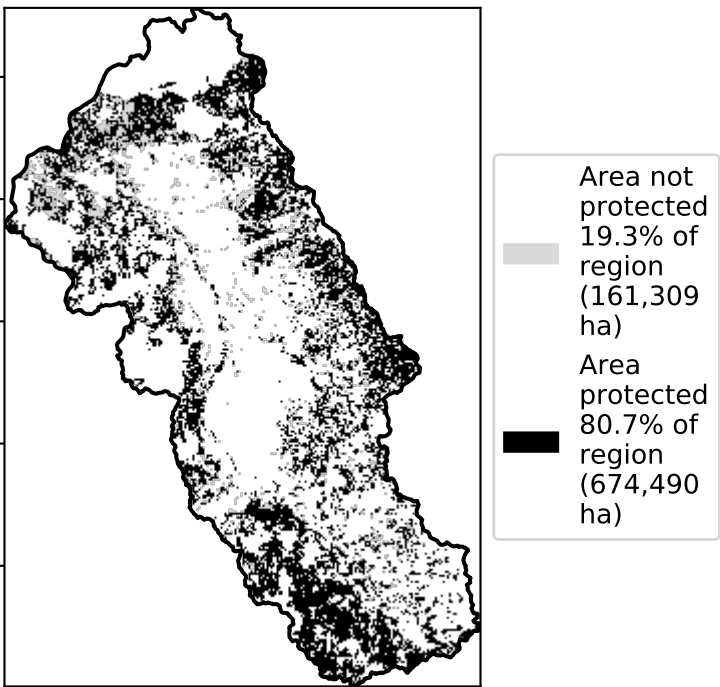 Area not
protected
19.3% of
region
(161,309
ha)
Area
protected
80.7% of
region
(674,490
ha)